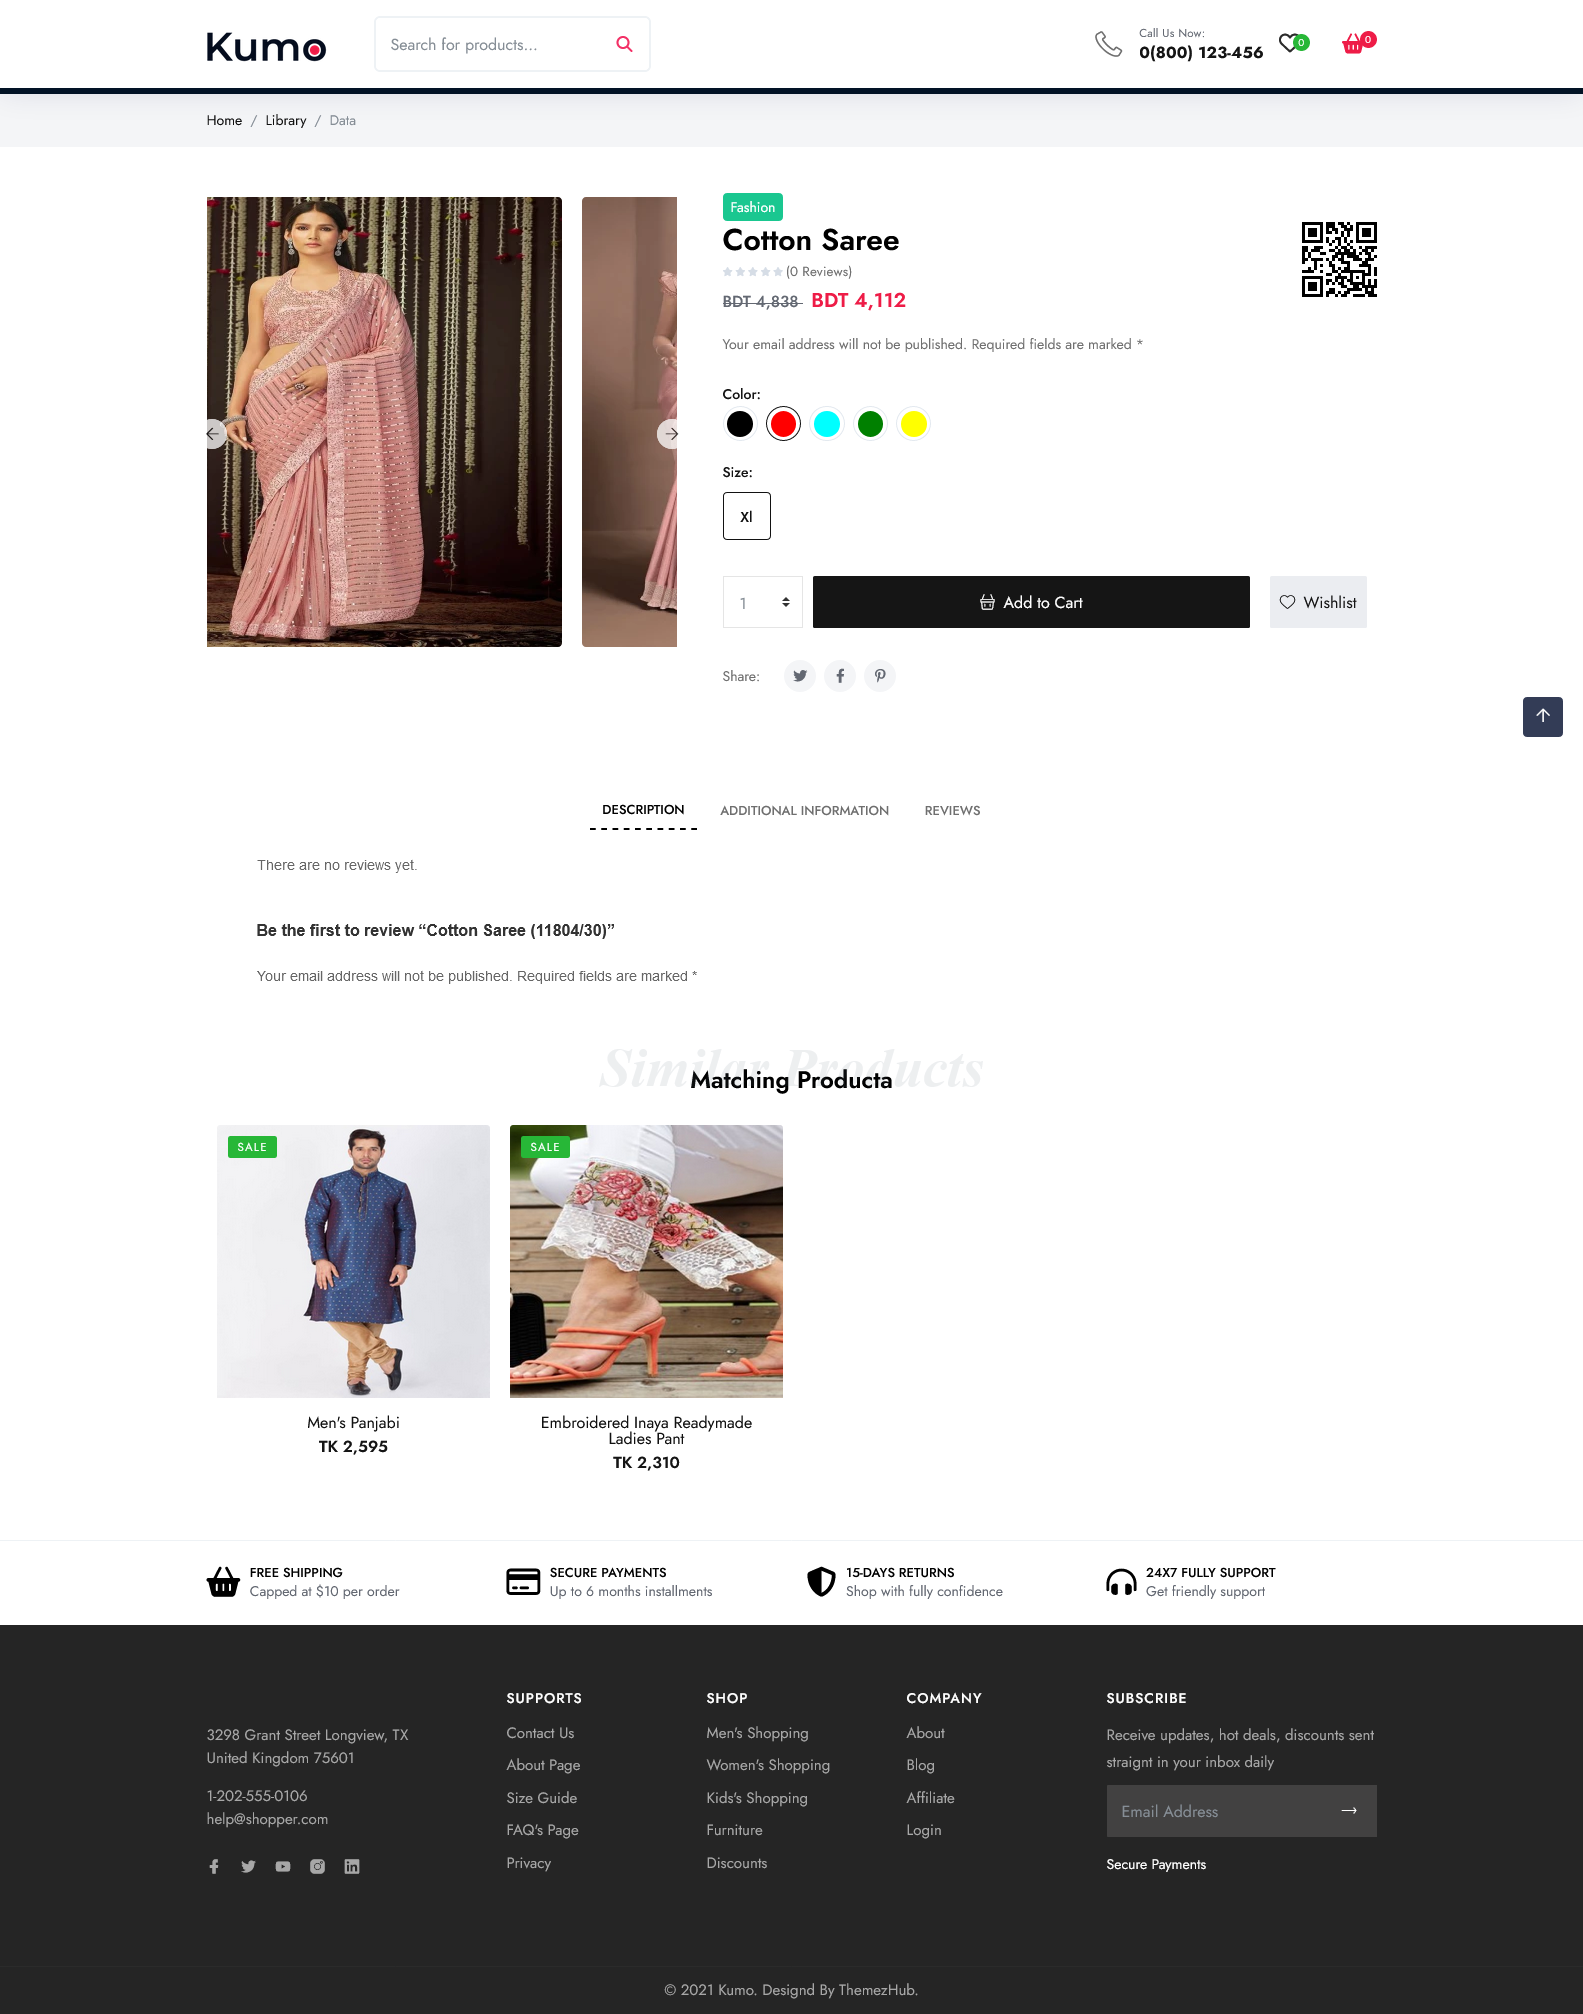 Kumo
Search for products...
Call Us Now:
0(800) 123-456
0
0
Home / Library / Data
Fashion
Cotton Saree
(0 Reviews)
BDT 4,838 BDT 4,112
Your email address will not be published. Required fields are marked *
Color:
Size:
Xl
1
Add to Cart
Wishlist
Share:
DESCRIPTION
ADDITIONAL INFORMATION
REVIEWS
There are no reviews yet.
Be the first to review “Cotton Saree (11804/30)”
Your email address will not be published. Required fields are marked *
Similar Products
Matching Producta
SALE
SALE
Men's Panjabi
TK 2,595
Embroidered Inaya Readymade
Ladies Pant
TK 2,310
FREE SHIPPING
Capped at $10 per order
SECURE PAYMENTS
Up to 6 months installments
15-DAYS RETURNS
Shop with fully confidence
24X7 FULLY SUPPORT
Get friendly support
3298 Grant Street Longview, TX
United Kingdom 75601
1-202-555-0106
help@shopper.com
SUPPORTS
Contact Us
About Page
Size Guide
FAQ's Page
Privacy
SHOP
Men's Shopping
Women's Shopping
Kids's Shopping
Furniture
Discounts
COMPANY
About
Blog
Affiliate
Login
SUBSCRIBE
Receive updates, hot deals, discounts sent
straignt in your inbox daily
Email Address
Secure Payments
© 2021 Kumo. Designd By ThemezHub.